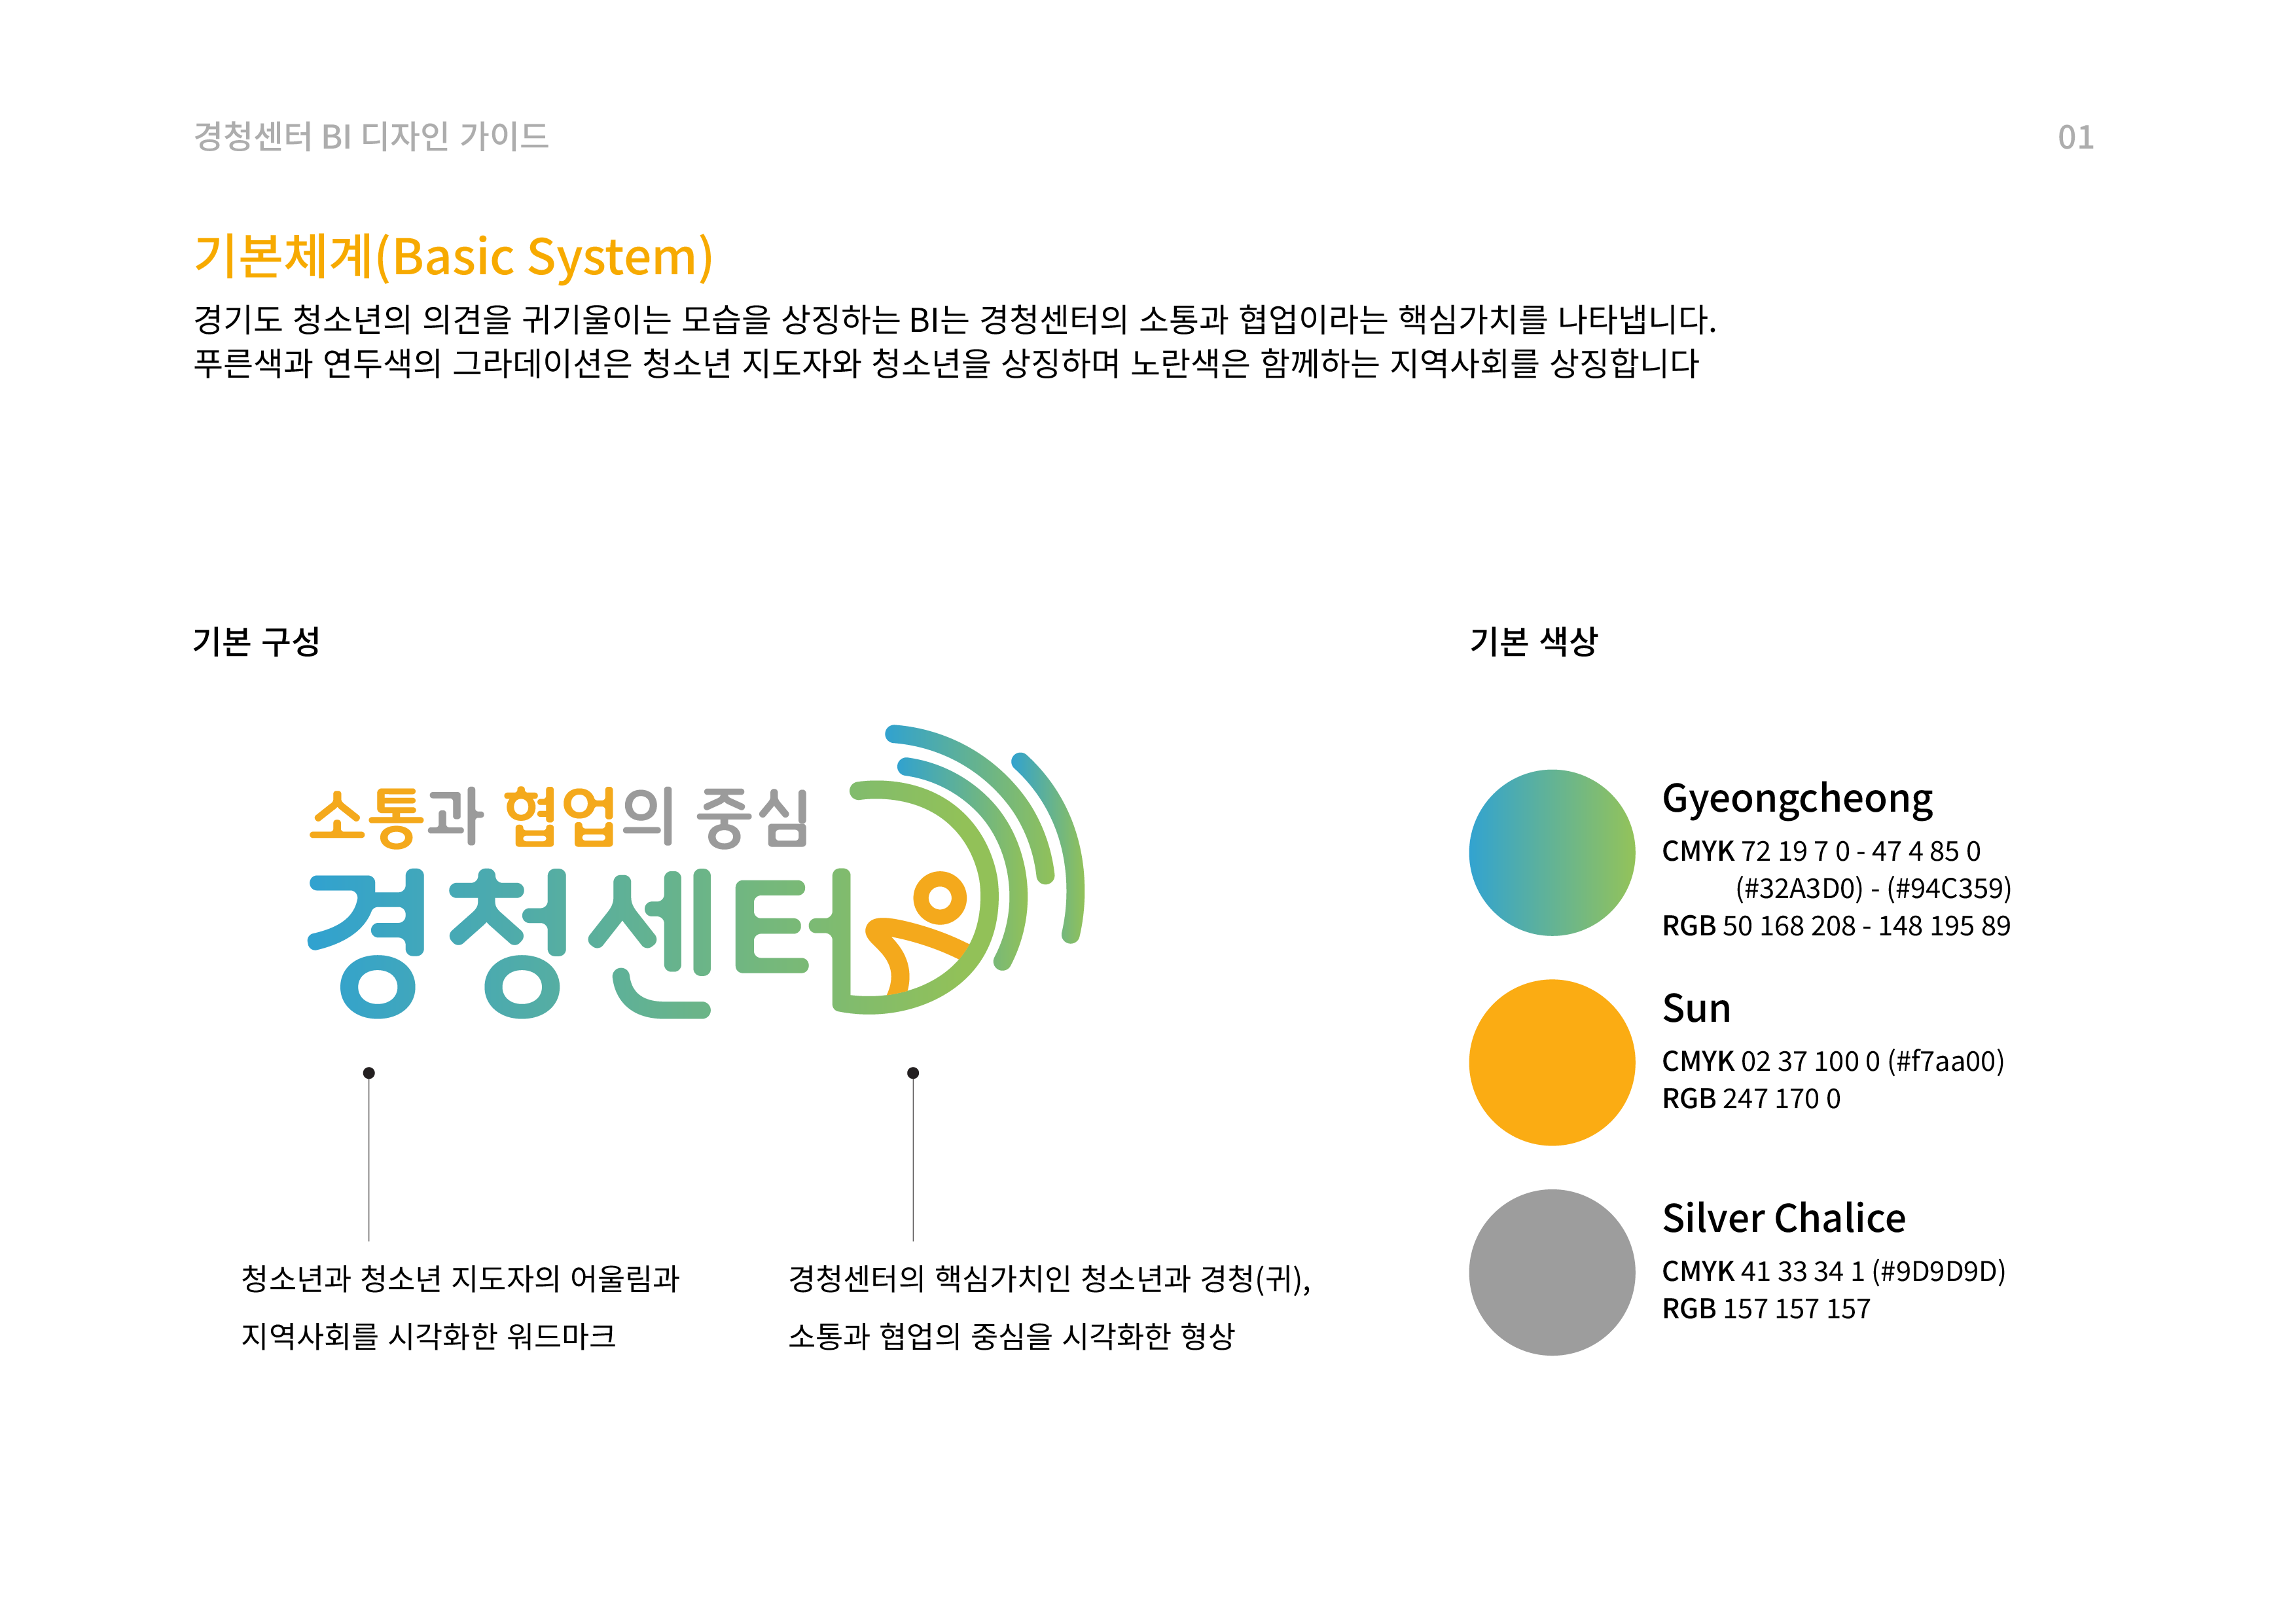 경청센터 BI 디자인 가이드
01
기본체계(Basic System)
경기도 청소년의 의견을 귀기울이는 모습을 상징하는 BI는 경청센터의 소통과 협업이라는 핵심가치를 나타냅니다.
푸른색과 연두색의 그라데이션은 청소년 지도자와 청소년을 상징하며 노란색은 함께하는 지역사회를 상징합니다
기본 구성
소통과 협업의 중심
경청센터
청소년과 청소년 지도자의 어울림과
지역사회를 시각화한 워드마크
경청센터의 핵심가치인 청소년과 경청(귀),
소통과 협업의 중심을 시각화한 형상
기본 색상
Gyeongcheong
CMYK 72 19 7 0 - 47 4 85 0
(#32A3D0) - (#94C359)
RGB 50 168 208 - 148 195 89
Sun
CMYK 02 37 100 0 (#f7aa00)
RGB 247 170 0
Silver Chalice
CMYK 41 33 34 1 (#9D9D9D)
RGB 157 157 157